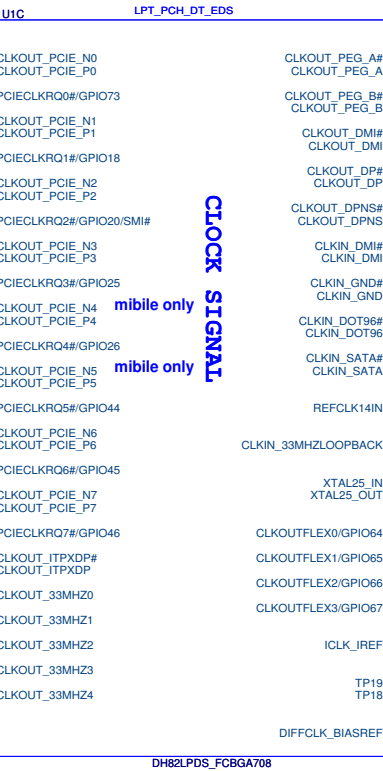 U1C
LPT_PCH_DT_EDS
CLKOUT_PCIE_N0
CLKOUT_PCIE_P0
PCIECLKRQ0#/GPIO73
CLKOUT_PCIE_N1
CLKOUT_PCIE_P1
PCIECLKRQ1#/GPIO18
CLKOUT_PCIE_N2
CLKOUT_PCIE_P2
PCIECLKRQ2#/GPIO20/SMI#
CLKOUT_PCIE_N3
CLKOUT_PCIE_P3
PCIECLKRQ3#/GPIO25
CLKOUT_PCIE_N4
CLKOUT_PCIE_P4
mibile only
PCIECLKRQ4#/GPIO26
CLKOUT_PCIE_N5
CLKOUT_PCIE_P5
mibile only
PCIECLKRQ5#/GPIO44
CLKOUT_PCIE_N6
CLKOUT_PCIE_P6
PCIECLKRQ6#/GPIO45
CLKOUT_PCIE_N7
CLKOUT_PCIE_P7
PCIECLKRQ7#/GPIO46
CLKOUT_ITPXDP#
CLKOUT_ITPXDP
CLKOUT_33MHZ0
CLKOUT_33MHZ1
CLKOUT_33MHZ2
CLKOUT_33MHZ3
CLKOUT_33MHZ4
CLOCK SIGNAL
CLKOUT_PEG_A#
CLKOUT_PEG_A
CLKOUT_PEG_B#
CLKOUT_PEG_B
CLKOUT_DMI#
CLKOUT_DMI
CLKOUT_DP#
CLKOUT_DP
CLKOUT_DPNS#
CLKOUT_DPNS
CLKIN_DMI#
CLKIN_DMI
CLKIN_GND#
CLKIN_GND
CLKIN_DOT96#
CLKIN_DOT96
CLKIN_SATA#
CLKIN_SATA
REFCLK14IN
CLKIN_33MHZLOOPBACK
XTAL25_IN
XTAL25_OUT
CLKOUTFLEX0/GPIO64
CLKOUTFLEX1/GPIO65
CLKOUTFLEX2/GPIO66
CLKOUTFLEX3/GPIO67
ICLK_IREF
TP19
TP18
DIFFCLK_BIASREF
DH82LPDS_FCBGA708